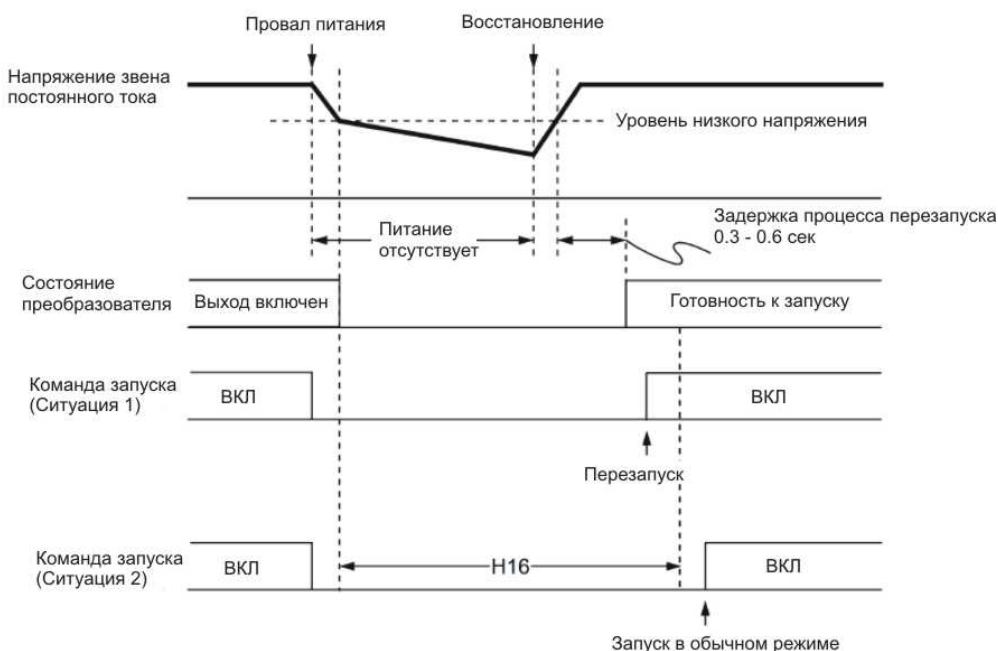 Провал питания
Восстановление
Напряжение звена
постоянного тока
Уровень низкого напряжения
Питание
отсутствует
Задержка процесса перезапуска
0.3 - 0.6 сек
Состояние
преобразователя
Выход включен
Готовность к запуску
Команда запуска
(Ситуация 1)
ВКЛ
ВКЛ
Перезапуск
Команда запуска
(Ситуация 2)
ВКЛ
H16
ВКЛ
Запуск в обычном режиме